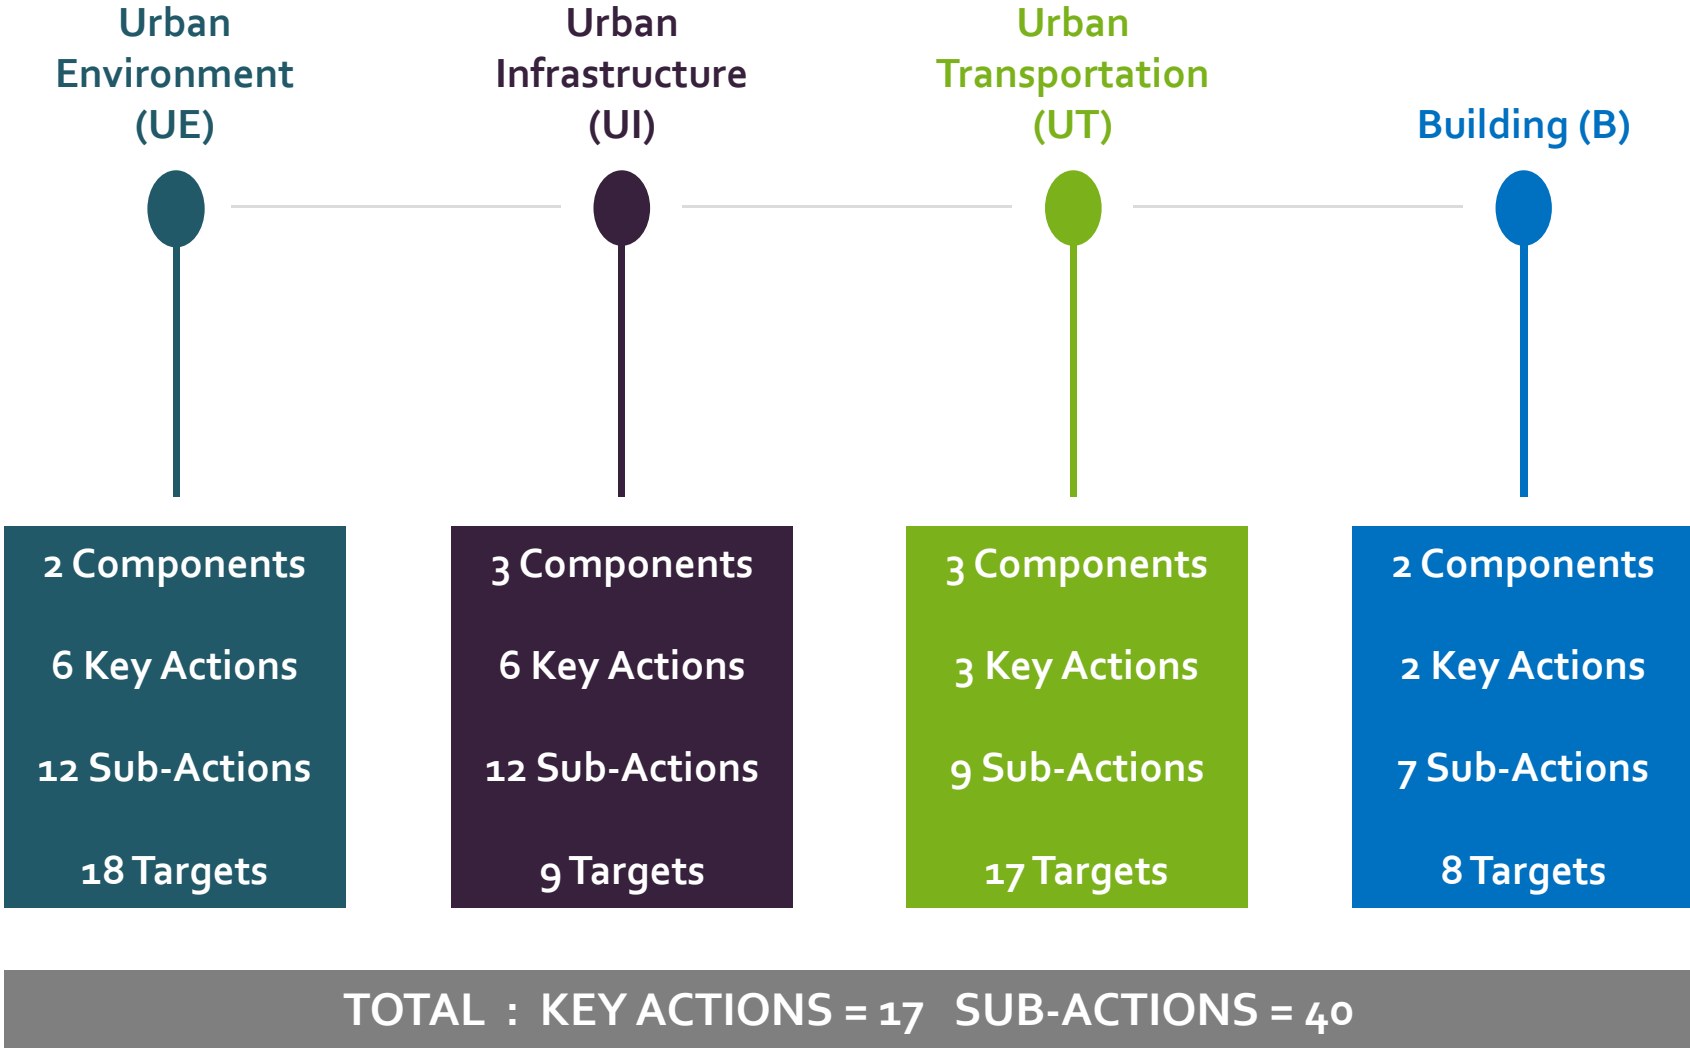 Urban
Environment
(UE)
Urban
Infrastructure
(UI)
Urban
Transportation
(UT)
Building (B)
2 Components
6 Key Actions
12 Sub-Actions
18 Targets
3 Components
6 Key Actions
12 Sub-Actions
9 Targets
3 Components
3 Key Actions
9 Sub-Actions
17 Targets
2 Components
2 Key Actions
7 Sub-Actions
8 Targets
TOTAL : KEY ACTIONS = 17 SUB-ACTIONS = 40